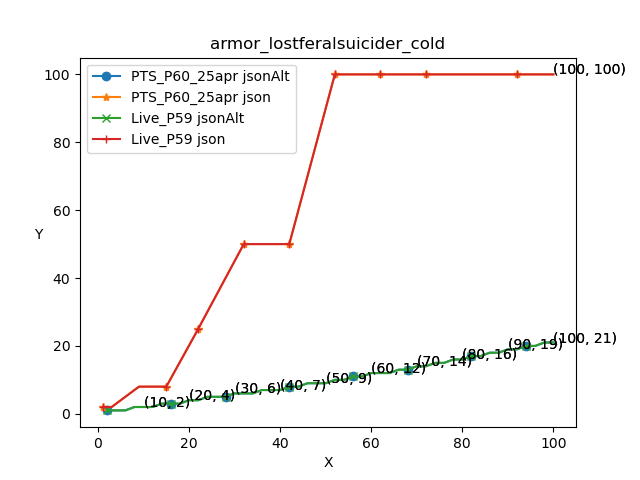 armor_lostferalsuicider_cold
PTS_P60_25apr jsonAlt
PTS_P60_25apr json
Live_P59 jsonAlt
Live_P59 json
(100, 100)
100
80
60
Y
40
20
0
(10, 2)
(20, 4)
(30, 6)
(40, 7)
(50, 9)
(60, 12)
(70, 14)
(80, 16)
(90, 19)
(100, 21)
0 20 40 60 80 100
X